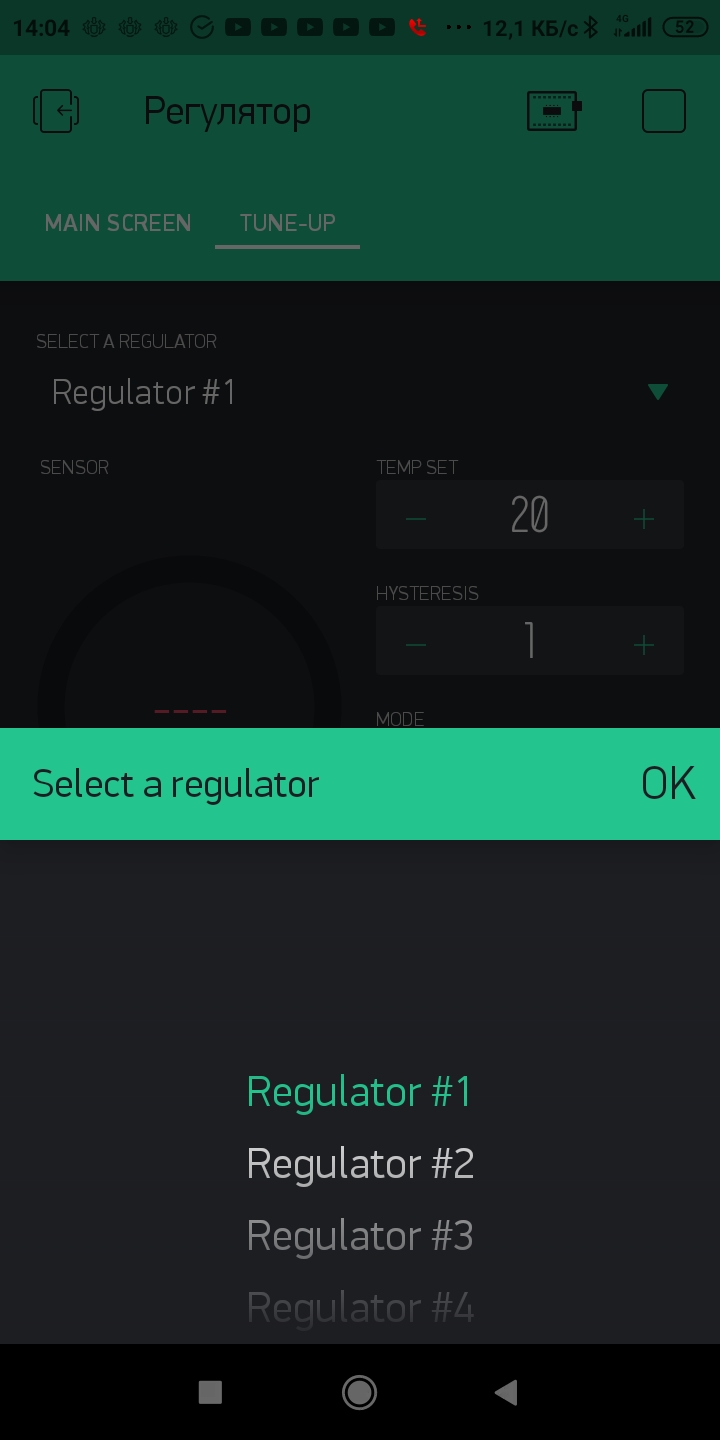 14:04 12,1 КБ/с 4G 52
Регулятор
MAIN SCREEN TUNE-UP
SELECT A REGULATOR
Regulator #1
SENSOR TEMP SET
− 20 +
HYSTERESIS
− 1 +
----
MODE
Select a regulator OK
Regulator #1
Regulator #2
Regulator #3
Regulator #4